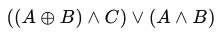 ((A ⊕ B) ∧ C) ∨ (A ∧ B)